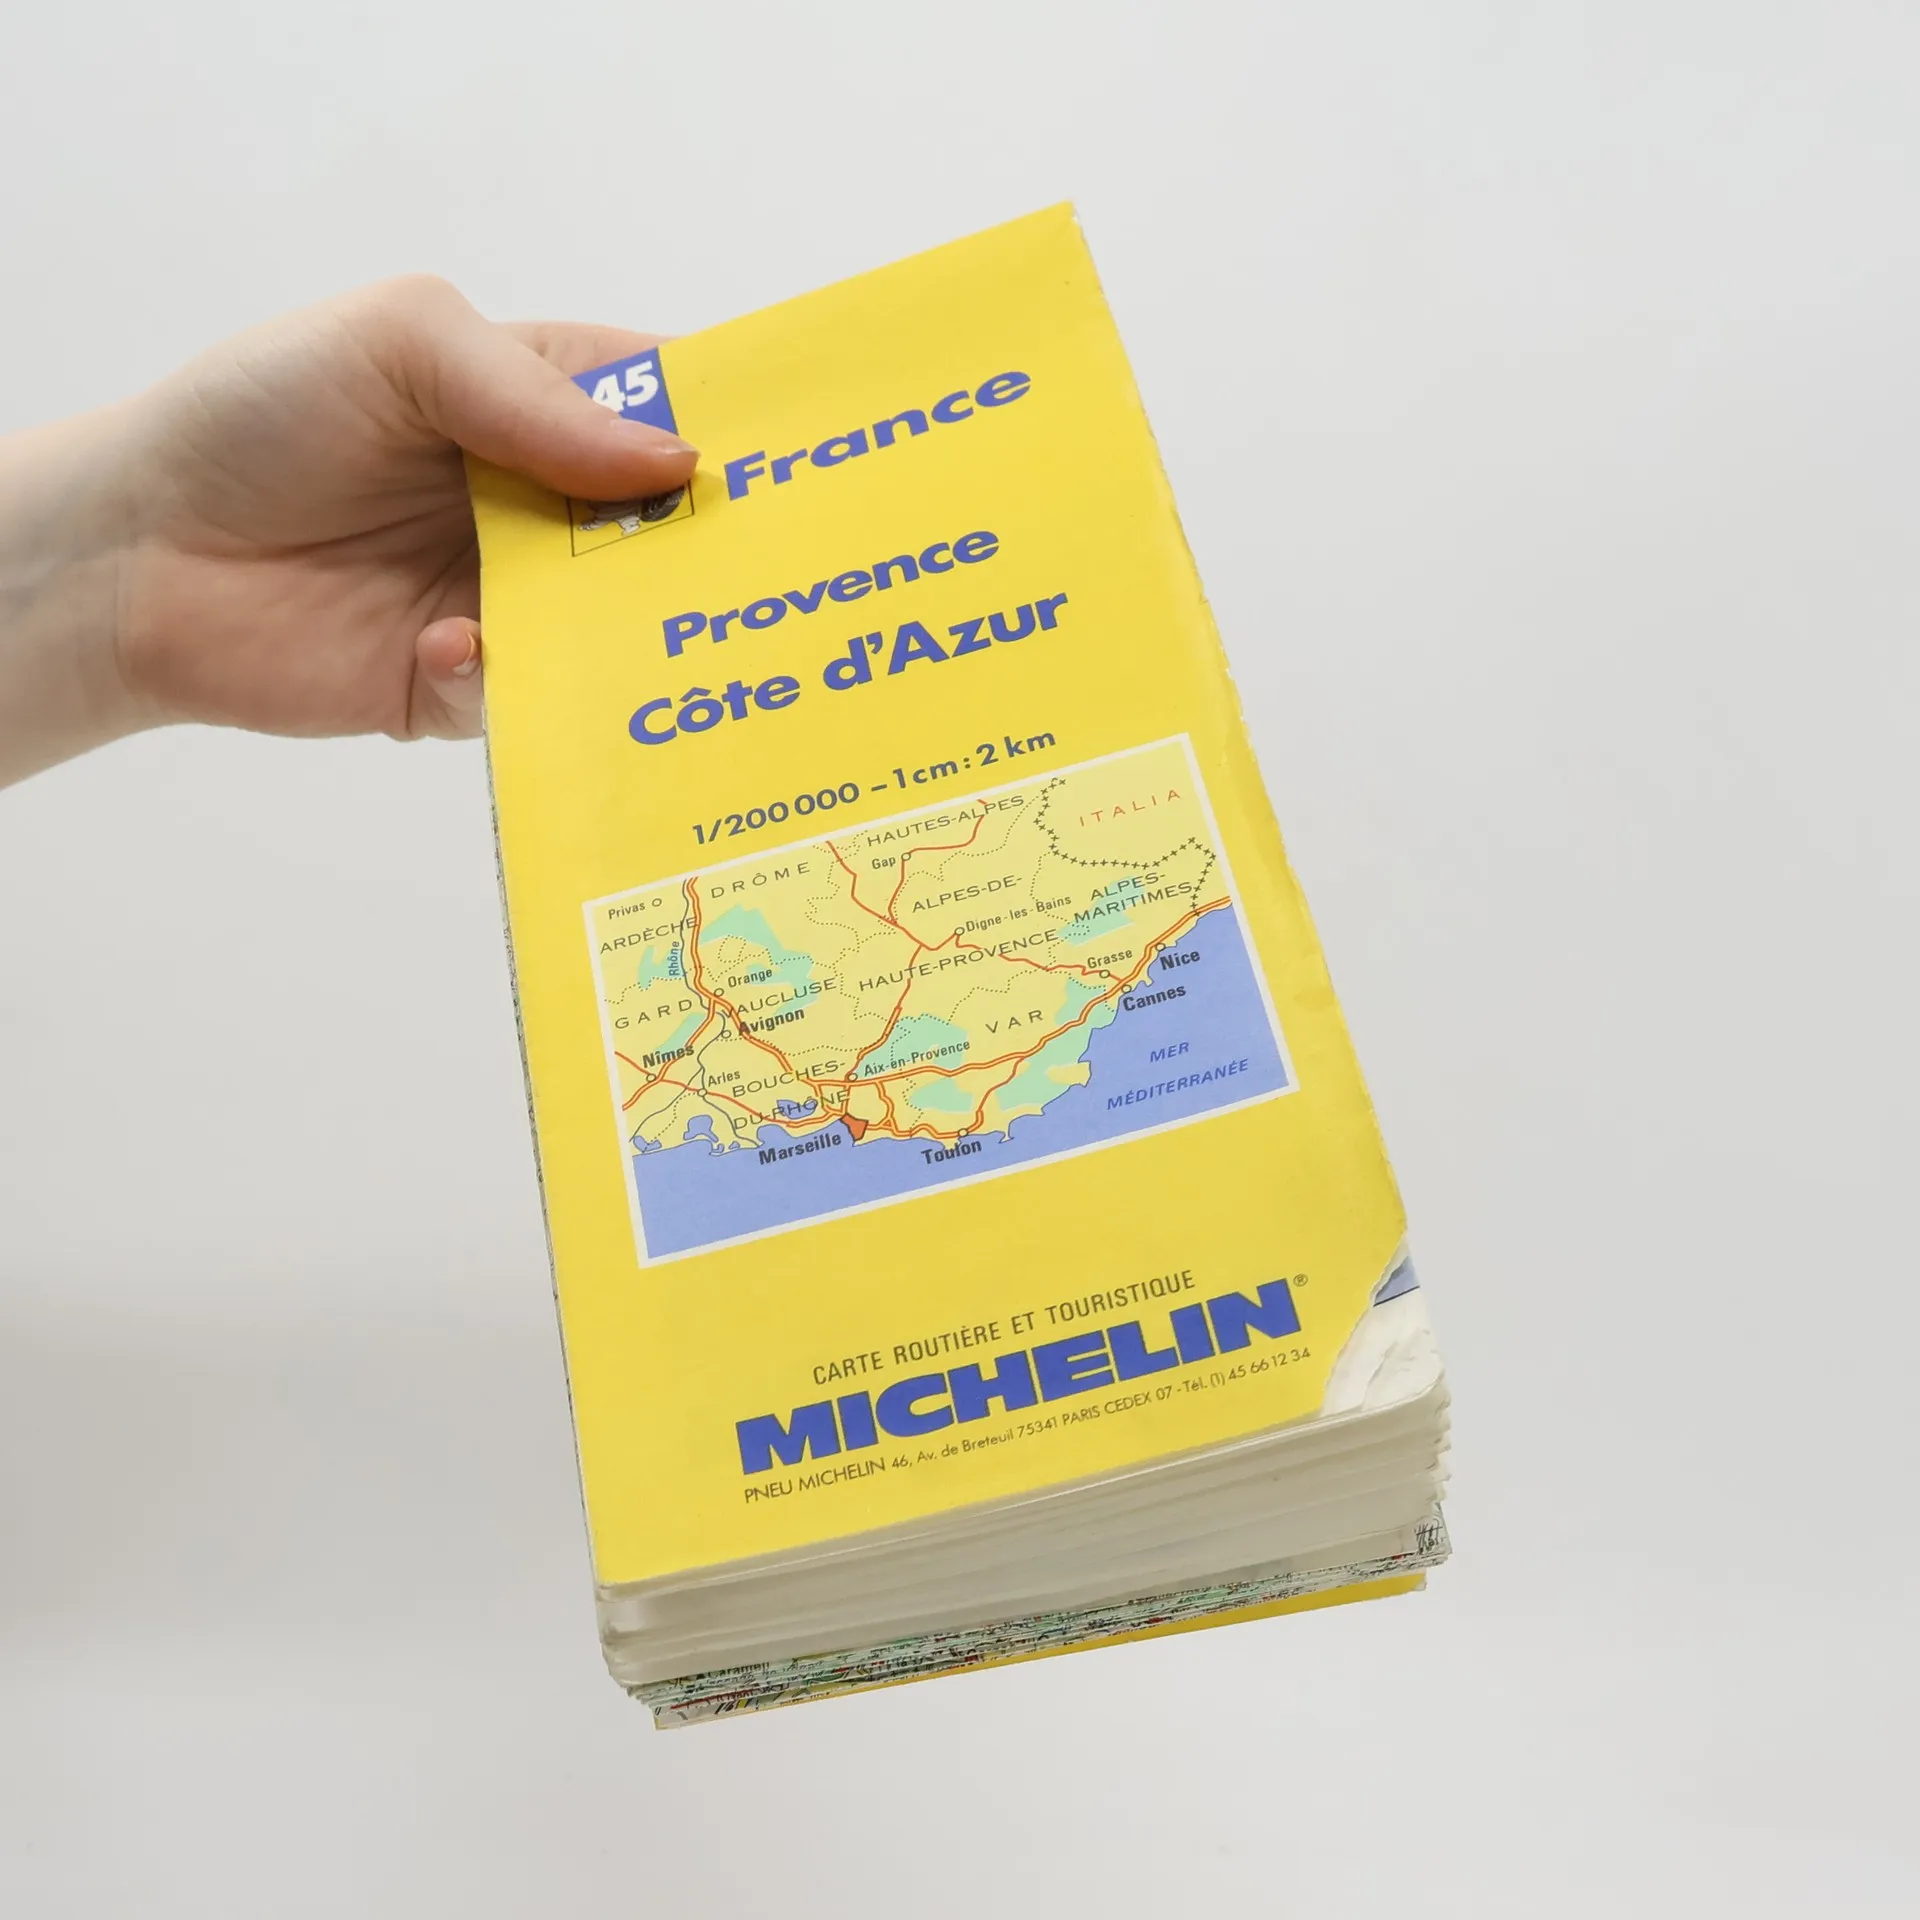 45
France
Provence
Côte d'Azur
1/200 000 – 1 cm : 2 km
HAUTES-ALPES
ITALIA
Gap
DRÔME
Privas
ALPES-DE-
ALPES-
MARITIMES
ARDÈCHE
Digne-les-Bains
Rhône
Orange
HAUTE-PROVENCE
Grasse
Nice
GARD
VAUCLUSE
Cannes
Avignon
VAR
Nîmes
Aix-en-Provence
MER
MÉDITERRANÉE
Arles
BOUCHES-
DU-RHÔNE
Marseille
Toulon
CARTE ROUTIÈRE ET TOURISTIQUE
MICHELIN®
PNEU MICHELIN 46, Av. de Breteuil 75341 PARIS CEDEX 07 - Tél. (1) 45 66 12 34